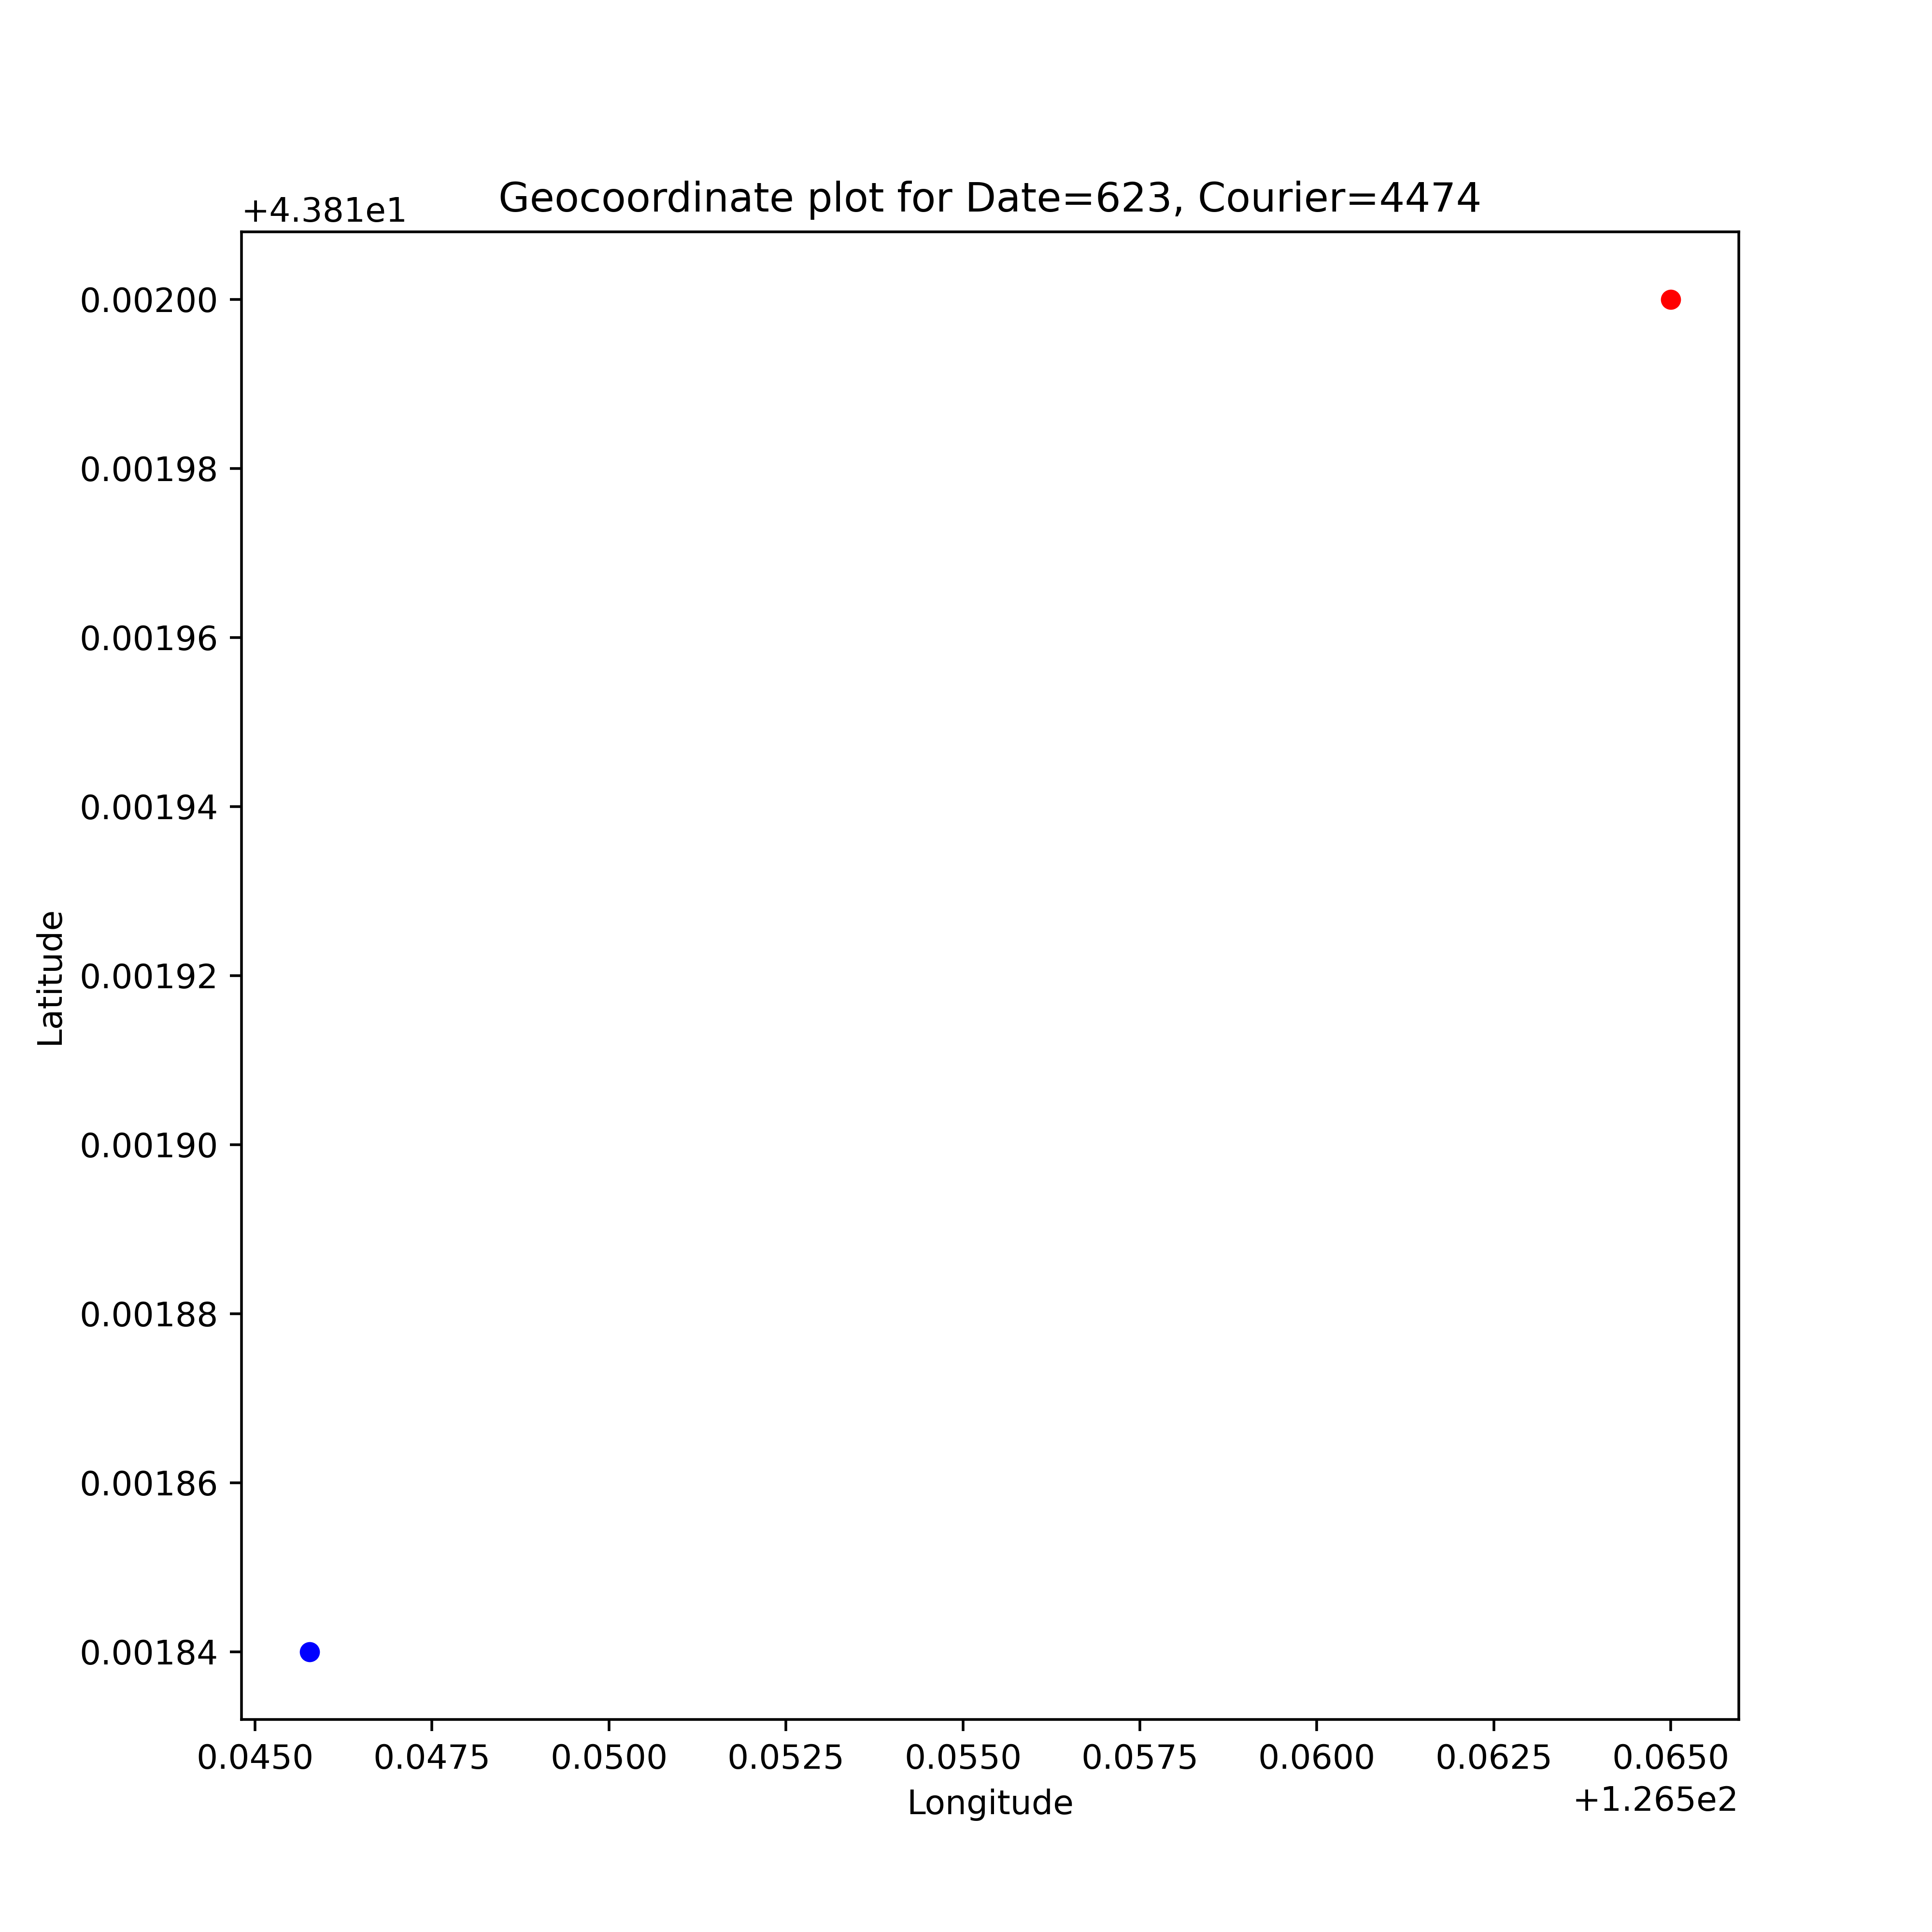 Geocoordinate plot for Date=623, Courier=4474
+4.381e1
0.00200
0.00198
0.00196
0.00194
0.00192
0.00190
0.00188
0.00186
0.00184
Latitude
0.0450 0.0475 0.0500 0.0525 0.0550 0.0575 0.0600 0.0625 0.0650
Longitude
+1.265e2